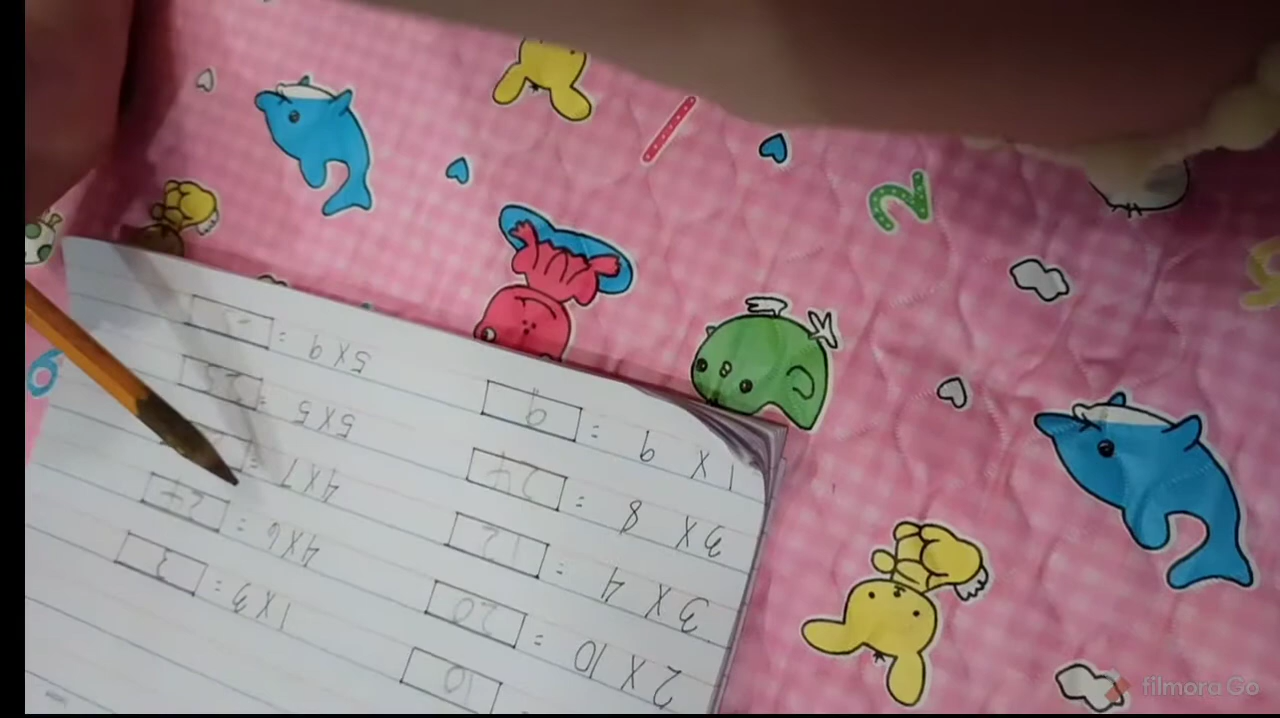 10 1 X 3 = 3
2 X 10 = 20 4 X 6 = 24
3 X 4 = 12 4 X 7 =
3 X 8 = 24 5 X 5 = 25
1 X 9 = 9 5 X 9 =
filmora Go